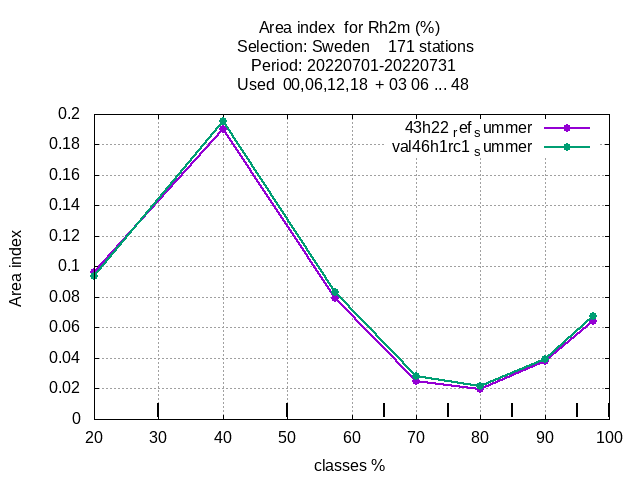 Area index  for Rh2m (%)
Selection: Sweden    171 stations
Period: 20220701-20220731
Used  00,06,12,18  + 03 06 ... 48
43h22 ref summer
val46h1rc1 summer
0.2
0.18
0.16
0.14
0.12
0.1
0.08
0.06
0.04
0.02
0
Area index
20 30 40 50 60 70 80 90 100
classes %